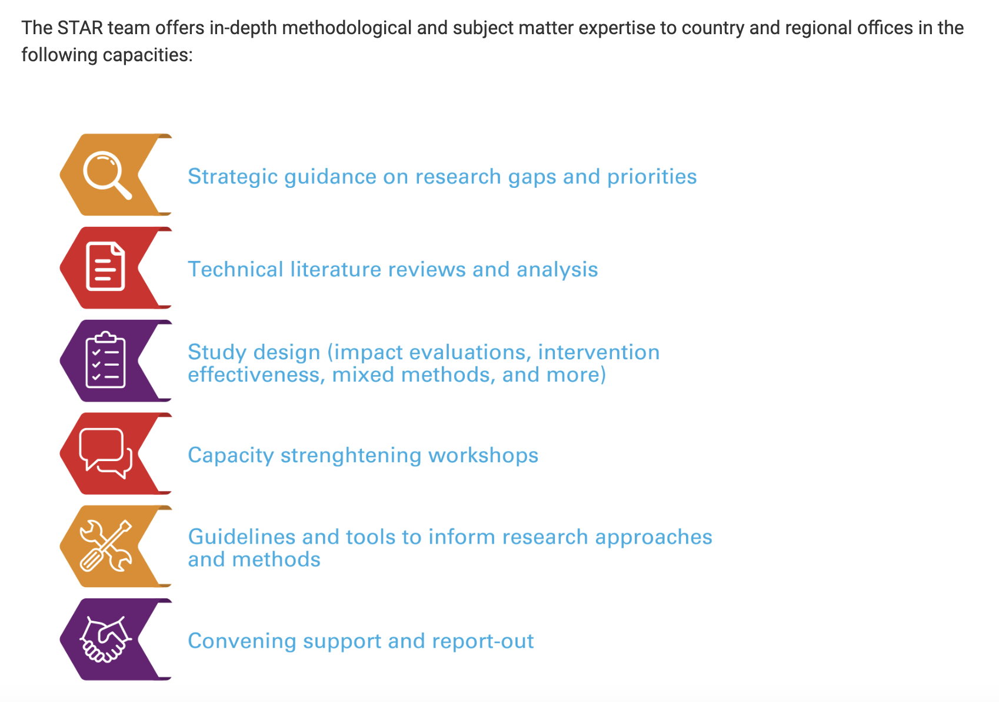 The STAR team offers in-depth methodological and subject matter expertise to country and regional offices in the
following capacities:
Strategic guidance on research gaps and priorities
Technical literature reviews and analysis
Study design (impact evaluations, intervention
effectiveness, mixed methods, and more)
Capacity strenghtening workshops
Guidelines and tools to inform research approaches
and methods
Convening support and report-out